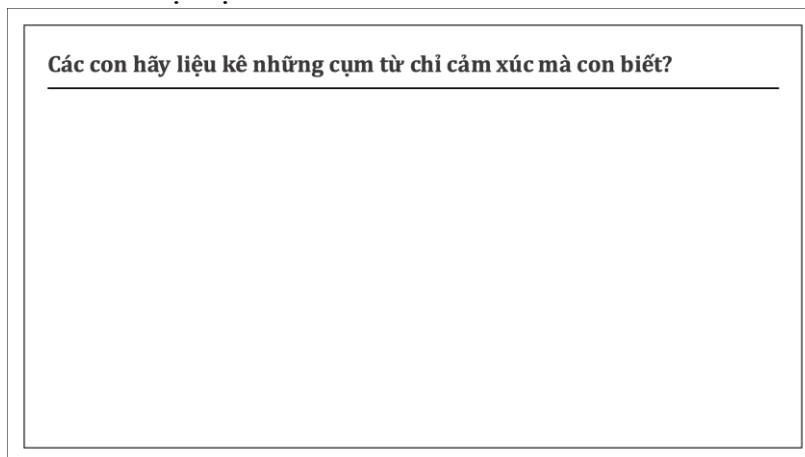 Các con hãy liệu kê những cụm từ chỉ cảm xúc mà con biết?